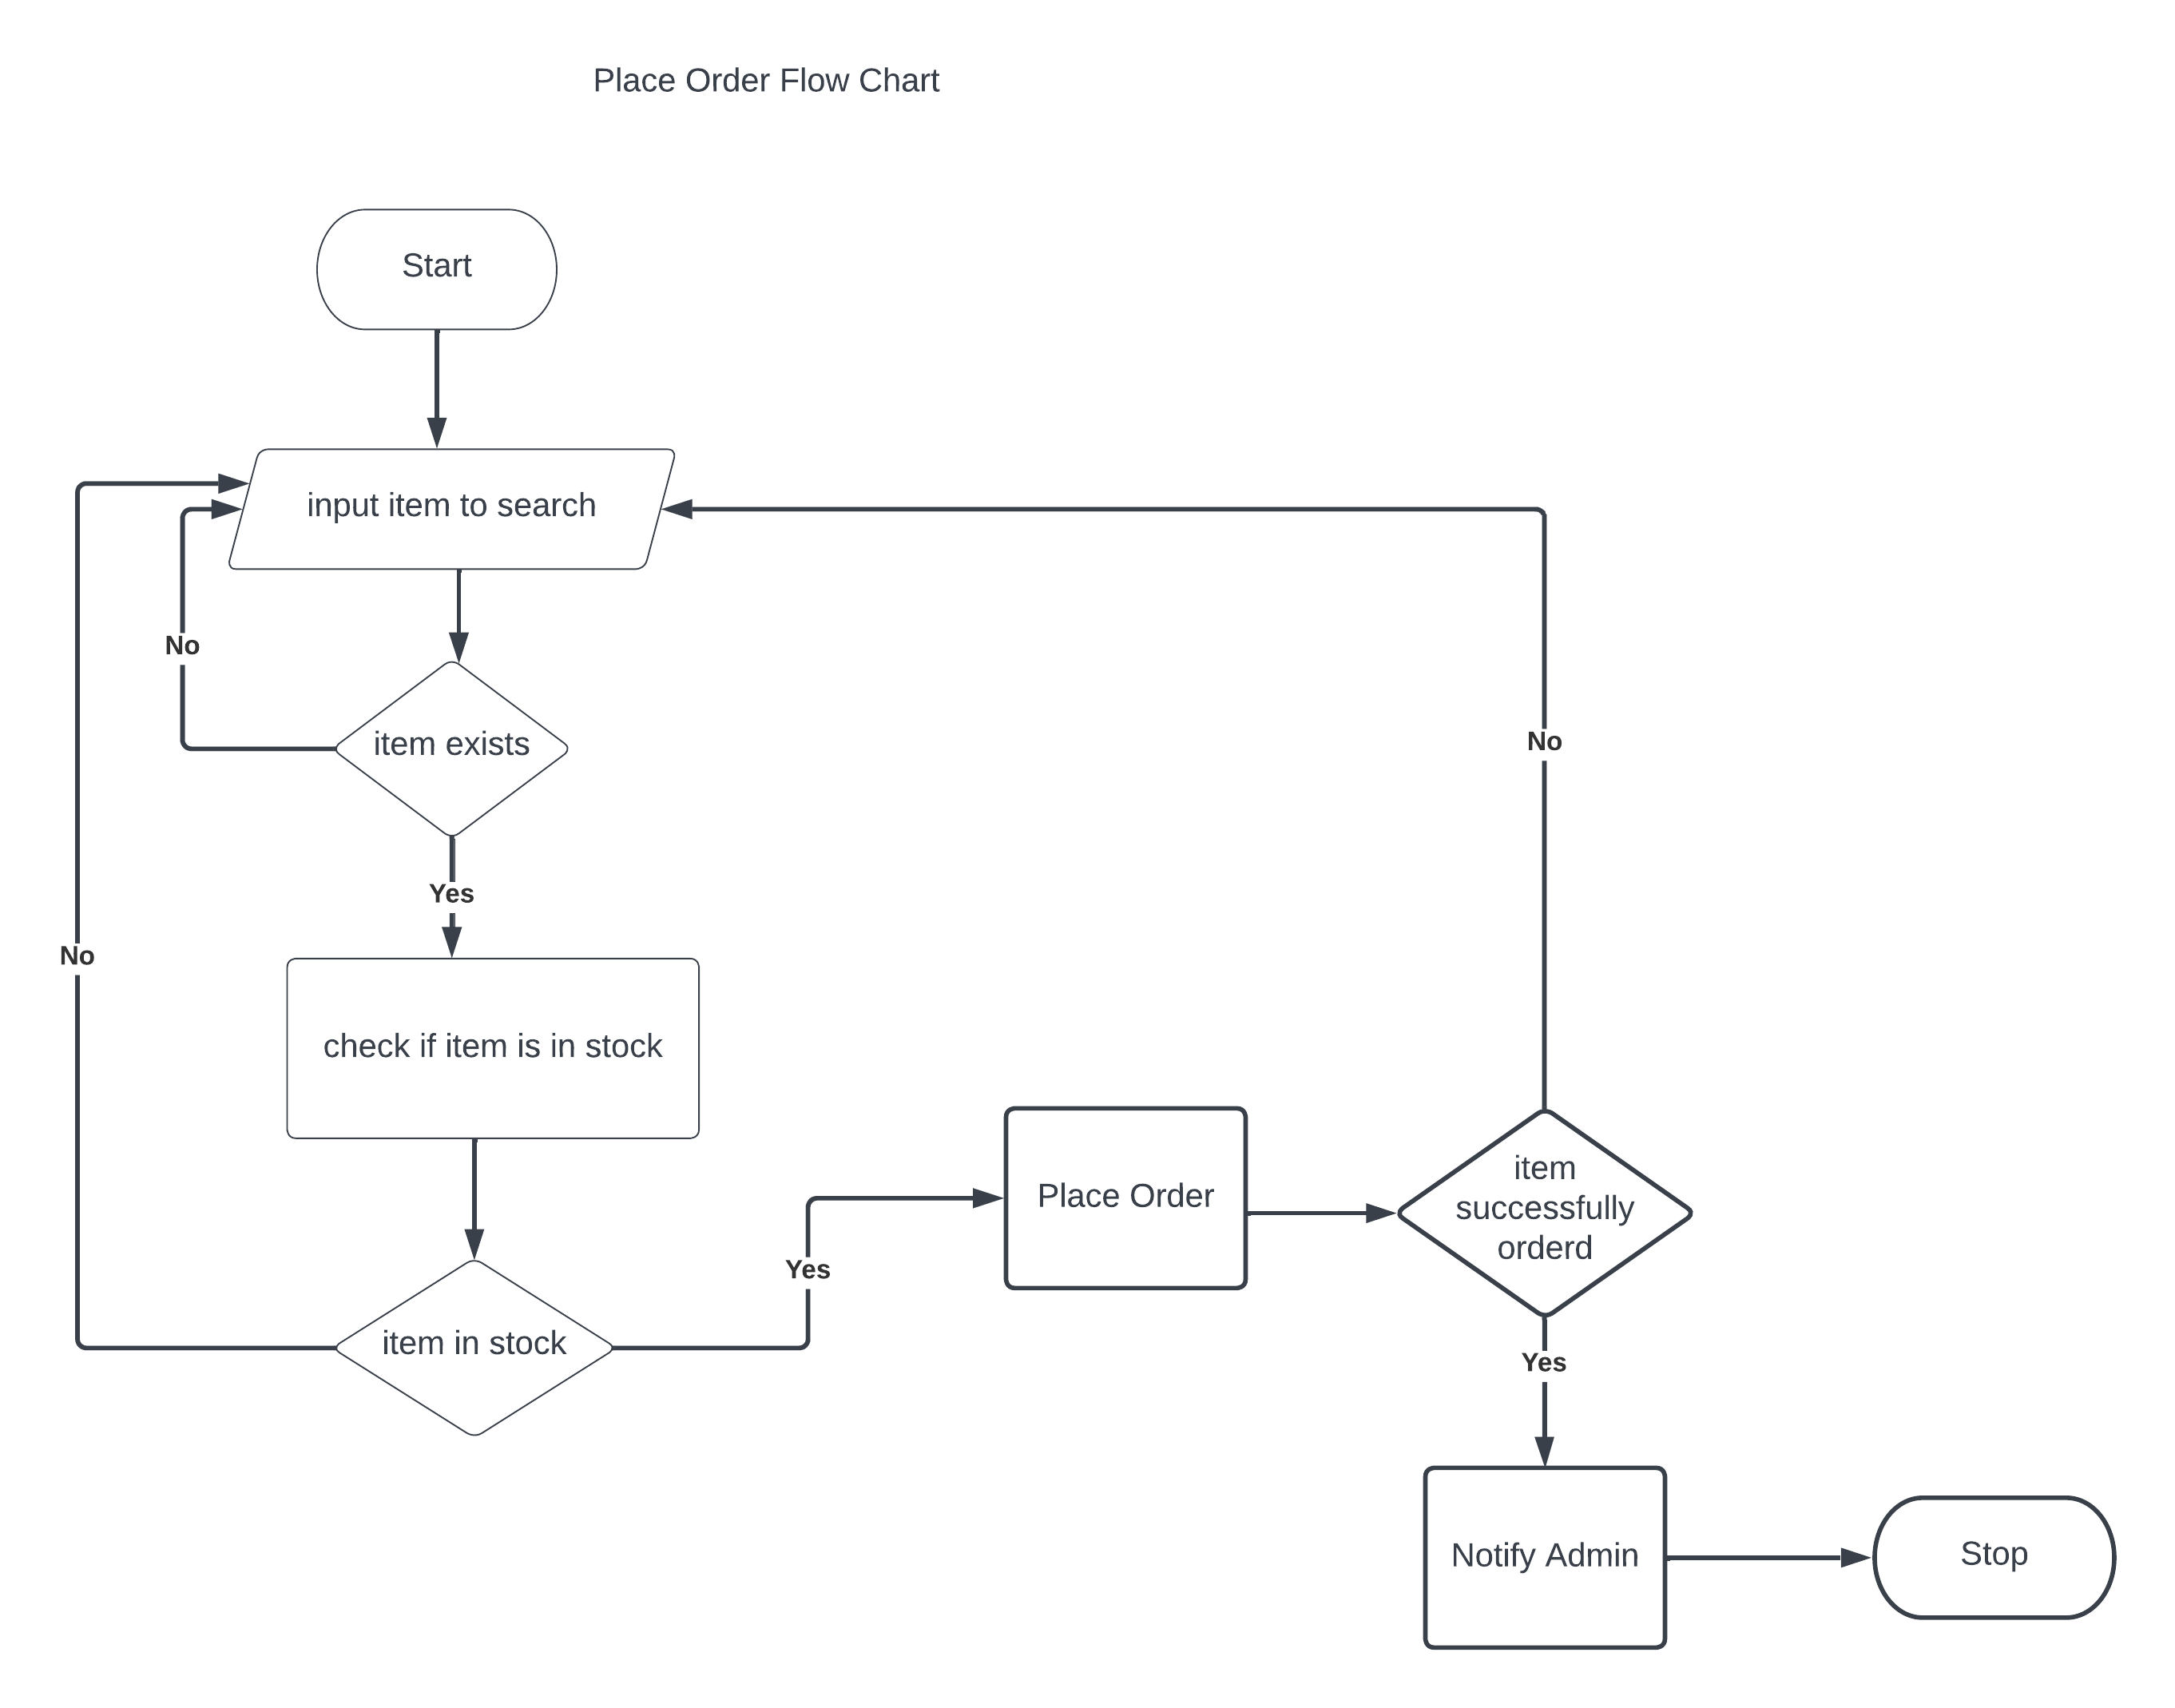 Place Order Flow Chart
Start
input item to search
No
item exists
Yes
No
check if item is in stock
item in stock
Yes
Place Order
No
item
successfully
orderd
Yes
Notify Admin
Stop